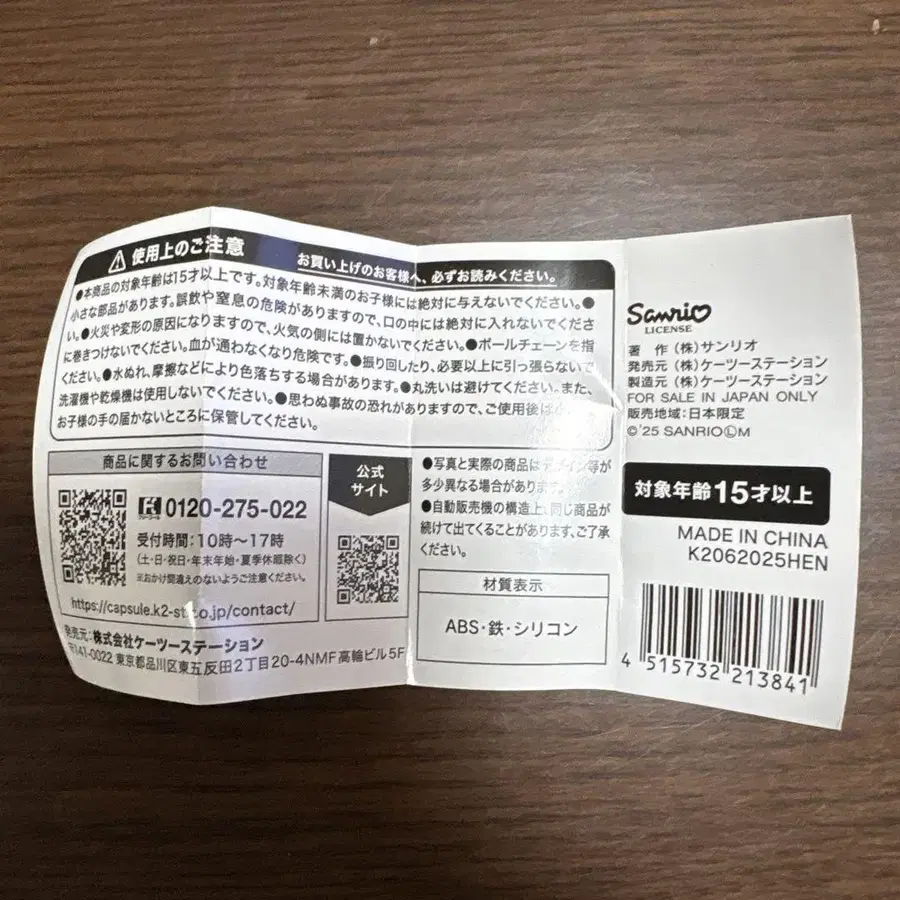 使用上のご注意 お買い上げのお客様へ、必ずお読みください。
●本商品の対象年齢は15才以上です。対象年齢未満のお子様には絶対に与えないでください。●
小さな部品があります。誤飲や窒息の危険がありますので、口の中には絶対に入れないでくださ
い。●火災や変形の原因になりますので、火気の側には置かないでください。●ボールチェーンを指
に巻きつけないでください。血が通わなくなり危険です。●振り回したり、必要以上に引っ張らないで
ください。●水ぬれ、摩擦などにより色落ちする場合があります。●丸洗いは避けてください。また、
洗濯機や乾燥機は使用しないでください。●思わぬ事故の恐れがありますので、ご使用後は小さな
お子様の手の届かないところに保管してください。
商品に関するお問い合わせ
0120-275-022
受付時間:10時〜17時
(土・日・祝日・年末年始・夏季休暇除く)
※おかけ間違えのないようご注意ください。
https://capsule.k2-st.co.jp/contact/
発売元:株式会社ケーツーステーション
〒141-0022 東京都品川区東五反田2丁目20-4NMF高輪ビル5F
公式
サイト
●写真と実際の商品はデザイン等が
多少異なる場合があります。
●自動販売機の構造上、同じ商品が
続けて出てくることがあります。ご了承
ください。
材質表示
ABS・鉄・シリコン
Sanrio
LICENSE
著 作 (株)サンリオ
発売元 (株)ケーツーステーション
製造元 (株)ケーツーステーション
FOR SALE IN JAPAN ONLY
販売地域:日本限定
©'25 SANRIO ⓁM
対象年齢15才以上
MADE IN CHINA
K2062025HEN
4 515732 213841